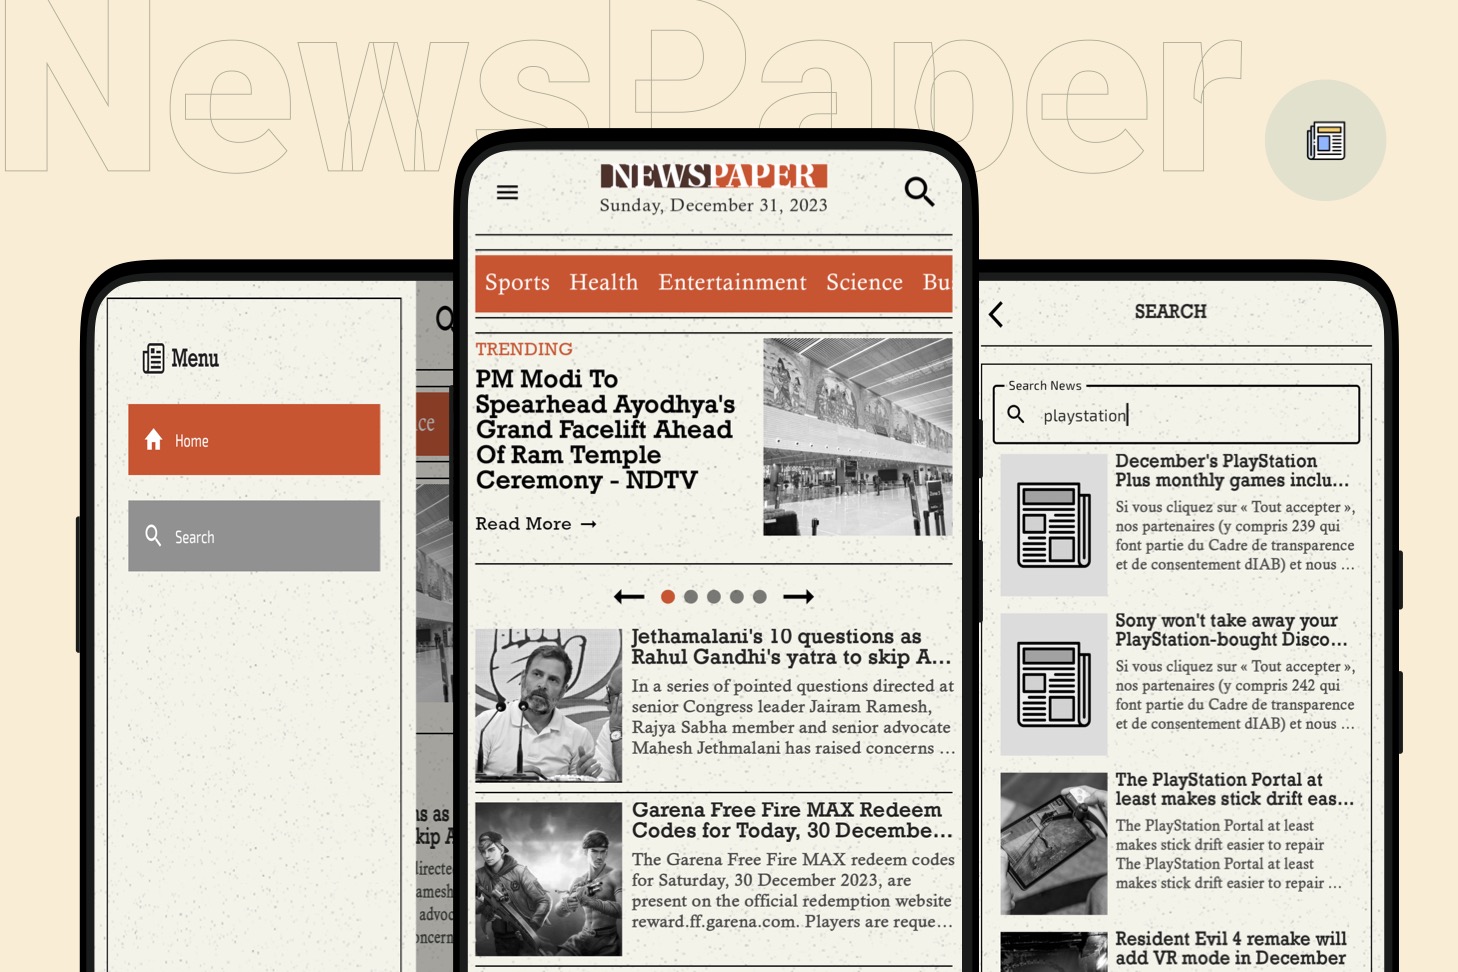 NewsPaper
Menu
Home
Search
ce
ns as
kip A
directe
amesh
advoc
oncern
NEWSPAPER
Sunday, December 31, 2023
Sports Health Entertainment Science Bu
TRENDING
PM Modi To
Spearhead Ayodhya's
Grand Facelift Ahead
Of Ram Temple
Ceremony - NDTV
Read More →
Jethamalani's 10 questions as
Rahul Gandhi's yatra to skip A...
In a series of pointed questions directed at
senior Congress leader Jairam Ramesh,
Rajya Sabha member and senior advocate
Mahesh Jethmalani has raised concerns ...
Garena Free Fire MAX Redeem
Codes for Today, 30 Decembe...
The Garena Free Fire MAX redeem codes
for Saturday, 30 December 2023, are
present on the official redemption website
reward.ff.garena.com. Players are reque...
SEARCH
Search News
playstation
December's PlayStation
Plus monthly games inclu...
Si vous cliquez sur « Tout accepter »,
nos partenaires (y compris 239 qui
font partie du Cadre de transparence
et de consentement dIAB) et nous ...
Sony won't take away your
PlayStation-bought Disco...
Si vous cliquez sur « Tout accepter »,
nos partenaires (y compris 242 qui
font partie du Cadre de transparence
et de consentement dIAB) et nous ...
The PlayStation Portal at
least makes stick drift eas...
The PlayStation Portal at least
makes stick drift easier to repair
The PlayStation Portal at least
makes stick drift easier to repair ...
Resident Evil 4 remake will
add VR mode in December